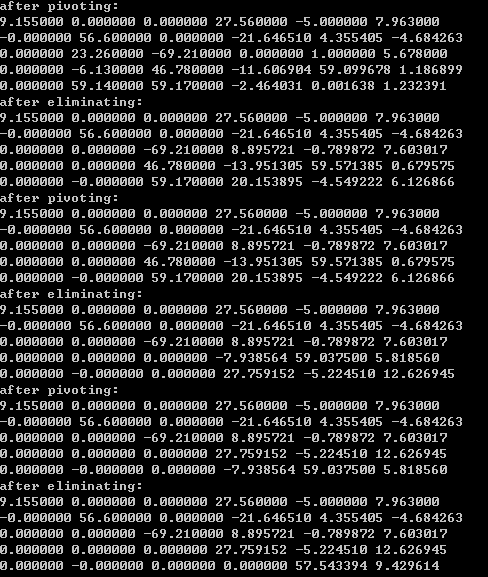 after pivoting:
9.155000 0.000000 0.000000 27.560000 -5.000000 7.963000
-0.000000 56.600000 0.000000 -21.646510 4.355405 -4.684263
0.000000 23.260000 -69.210000 0.000000 1.000000 5.678000
0.000000 -6.130000 46.780000 -11.606904 59.099678 1.186899
0.000000 59.140000 59.170000 -2.464031 0.001638 1.232391
after eliminating:
9.155000 0.000000 0.000000 27.560000 -5.000000 7.963000
-0.000000 56.600000 0.000000 -21.646510 4.355405 -4.684263
0.000000 0.000000 -69.210000 8.895721 -0.789872 7.603017
0.000000 0.000000 46.780000 -13.951305 59.571385 0.679575
0.000000 -0.000000 59.170000 20.153895 -4.549222 6.126866
after pivoting:
9.155000 0.000000 0.000000 27.560000 -5.000000 7.963000
-0.000000 56.600000 0.000000 -21.646510 4.355405 -4.684263
0.000000 0.000000 -69.210000 8.895721 -0.789872 7.603017
0.000000 0.000000 46.780000 -13.951305 59.571385 0.679575
0.000000 -0.000000 59.170000 20.153895 -4.549222 6.126866
after eliminating:
9.155000 0.000000 0.000000 27.560000 -5.000000 7.963000
-0.000000 56.600000 0.000000 -21.646510 4.355405 -4.684263
0.000000 0.000000 -69.210000 8.895721 -0.789872 7.603017
0.000000 0.000000 0.000000 -7.938564 59.037500 5.818560
0.000000 -0.000000 0.000000 27.759152 -5.224510 12.626945
after pivoting:
9.155000 0.000000 0.000000 27.560000 -5.000000 7.963000
-0.000000 56.600000 0.000000 -21.646510 4.355405 -4.684263
0.000000 0.000000 -69.210000 8.895721 -0.789872 7.603017
0.000000 0.000000 0.000000 27.759152 -5.224510 12.626945
0.000000 -0.000000 0.000000 -7.938564 59.037500 5.818560
after eliminating:
9.155000 0.000000 0.000000 27.560000 -5.000000 7.963000
-0.000000 56.600000 0.000000 -21.646510 4.355405 -4.684263
0.000000 0.000000 -69.210000 8.895721 -0.789872 7.603017
0.000000 0.000000 0.000000 27.759152 -5.224510 12.626945
0.000000 -0.000000 0.000000 0.000000 57.543394 9.429614